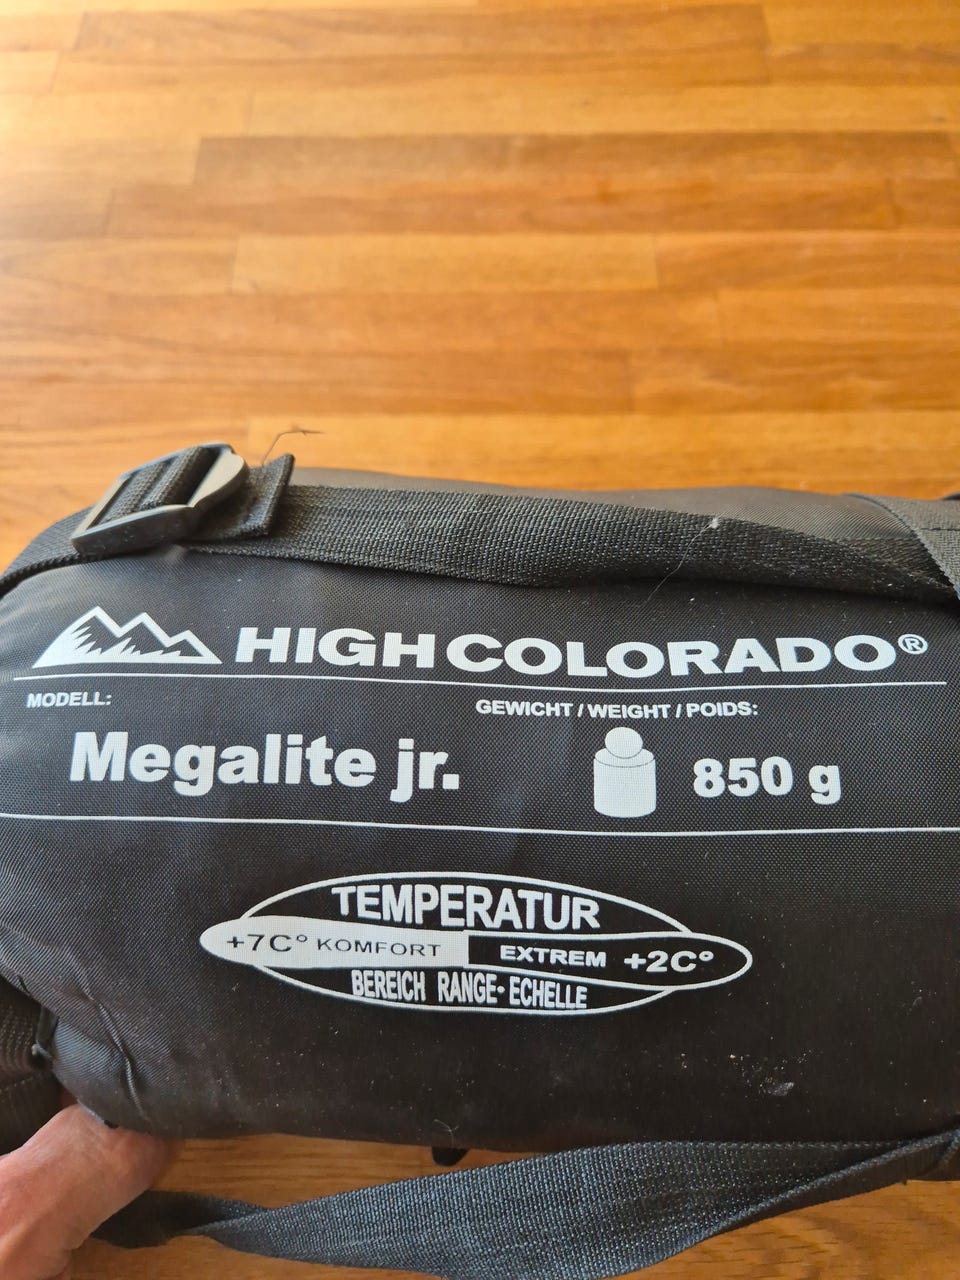 HIGH COLORADO®
MODELL:
GEWICHT / WEIGHT / POIDS:
Megalite jr.
850 g
TEMPERATUR
+7C° KOMFORT EXTREM +2C°
BEREICH RANGE • ECHELLE